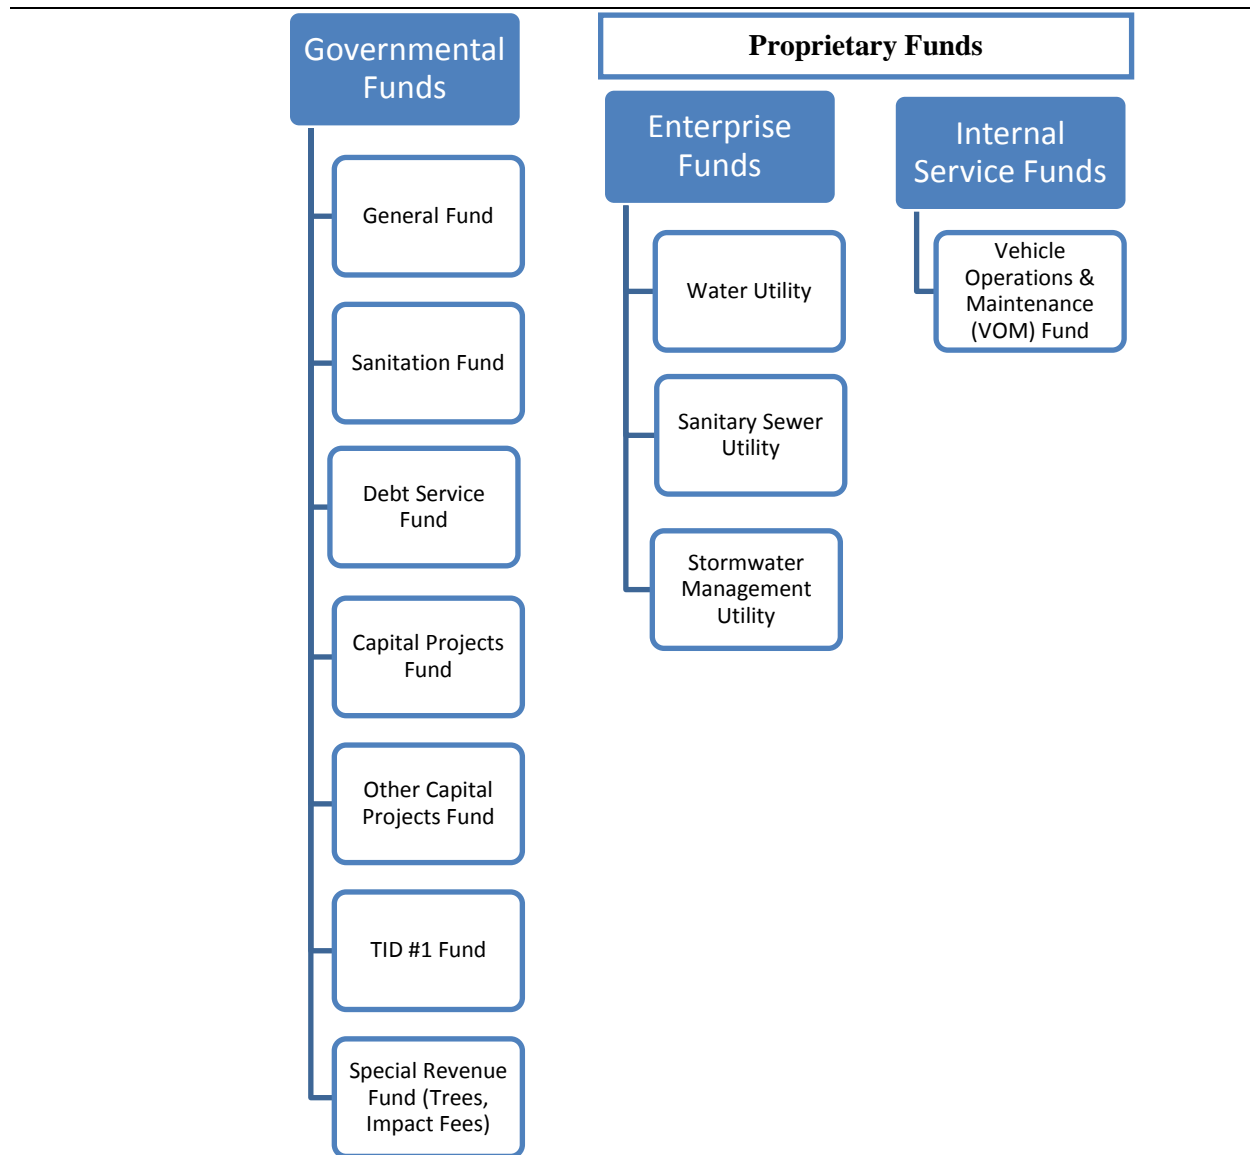 Governmental
Funds
General Fund
Sanitation Fund
Debt Service
Fund
Capital Projects
Fund
Other Capital
Projects Fund
TID #1 Fund
Special Revenue
Fund (Trees,
Impact Fees)
Proprietary Funds
Enterprise
Funds
Water Utility
Sanitary Sewer
Utility
Stormwater
Management
Utility
Internal
Service Funds
Vehicle
Operations &
Maintenance
(VOM) Fund